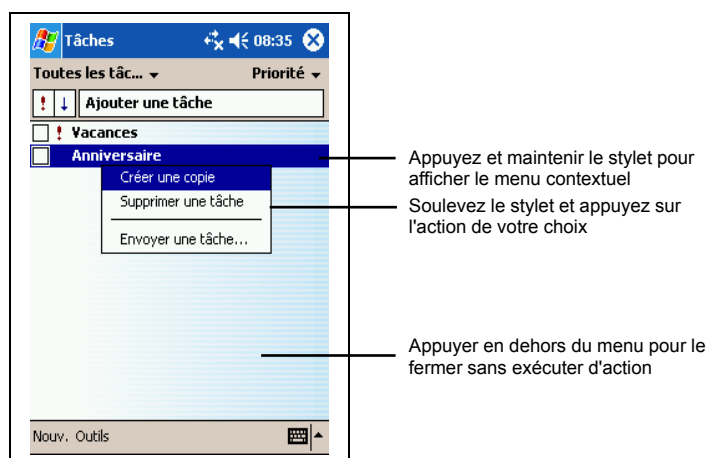 Tâches 08:35
Toutes les tâc... Priorité
! ↓ Ajouter une tâche
! Vacances
Anniversaire
Créer une copie
Supprimer une tâche
Envoyer une tâche...
Nouv. Outils
Appuyez et maintenir le stylet pour
afficher le menu contextuel
Soulevez le stylet et appuyez sur
l'action de votre choix
Appuyer en dehors du menu pour le
fermer sans exécuter d'action